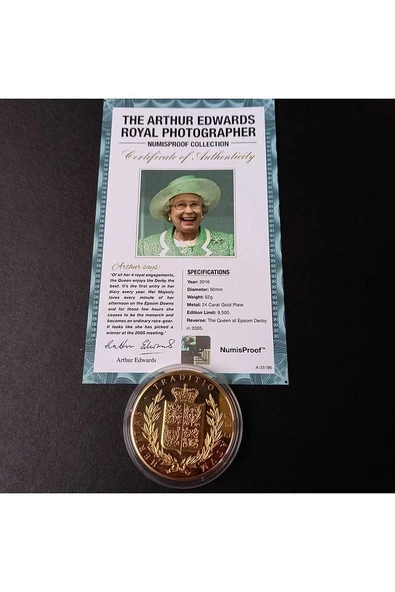 THE ARTHUR EDWARDS
ROYAL PHOTOGRAPHER
NUMISPROOF COLLECTION
Certificate of Authenticity
Arthur says:
'Of all her 4 royal engagements,
the Queen enjoys the Derby the
best. It's the first entry in her
diary every year. Her Majesty
loves every minute of her
afternoon on the Epsom Downs
and for those few hours she
ceases to be the monarch and
becomes an ordinary race-goer.
It looks like she has picked a
winner at the 2005 meeting.'
Arthur Edwards
Arthur Edwards
SPECIFICATIONS
Year: 2016
Diameter: 50mm
Weight: 52g
Metal: 24 Carat Gold Plate
Edition Limit: 9,500
Reverse: The Queen at Epsom Derby
in 2005.
NumisProof™
A-35186
TRADITIO